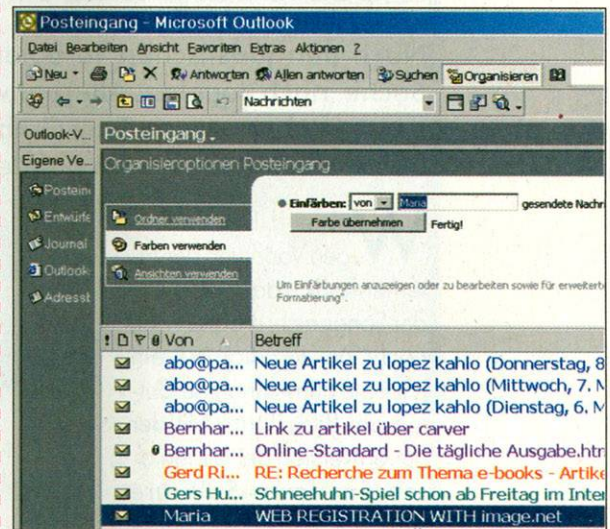 Posteingang - Microsoft Outlook
Datei Bearbeiten Ansicht Favoriten Extras Aktionen ?
Neu Antworten Allen antworten Suchen Organisieren
Nachrichten
Outlook-V... Posteingang
Eigene Ve... Organisieroptionen Posteingang
Postein
Entwürfe
Journal
Outlook
Adressb
Einfärben: von Maria gesendete Nachr
Farbe übernehmen Fertig!
Ordner verwenden
Farben verwenden
Ansichten verwenden
Um Einfärbungen anzuzeigen oder zu bearbeiten sowie für erweitert
Formatierung".
! Von Betreff
abo@pa... Neue Artikel zu lopez kahlo (Donnerstag, 8
abo@pa... Neue Artikel zu lopez kahlo (Mittwoch, 7. M
abo@pa... Neue Artikel zu lopez kahlo (Dienstag, 6. M
Bernhar... Link zu artikel über carver
Bernhar... Online-Standard - Die tägliche Ausgabe.htm
Gerd Ri... RE: Recherche zum Thema e-books - Artike
Gers Hu... Schneehuhn-Spiel schon ab Freitag im Inter
Maria WEB REGISTRATION WITH image.net